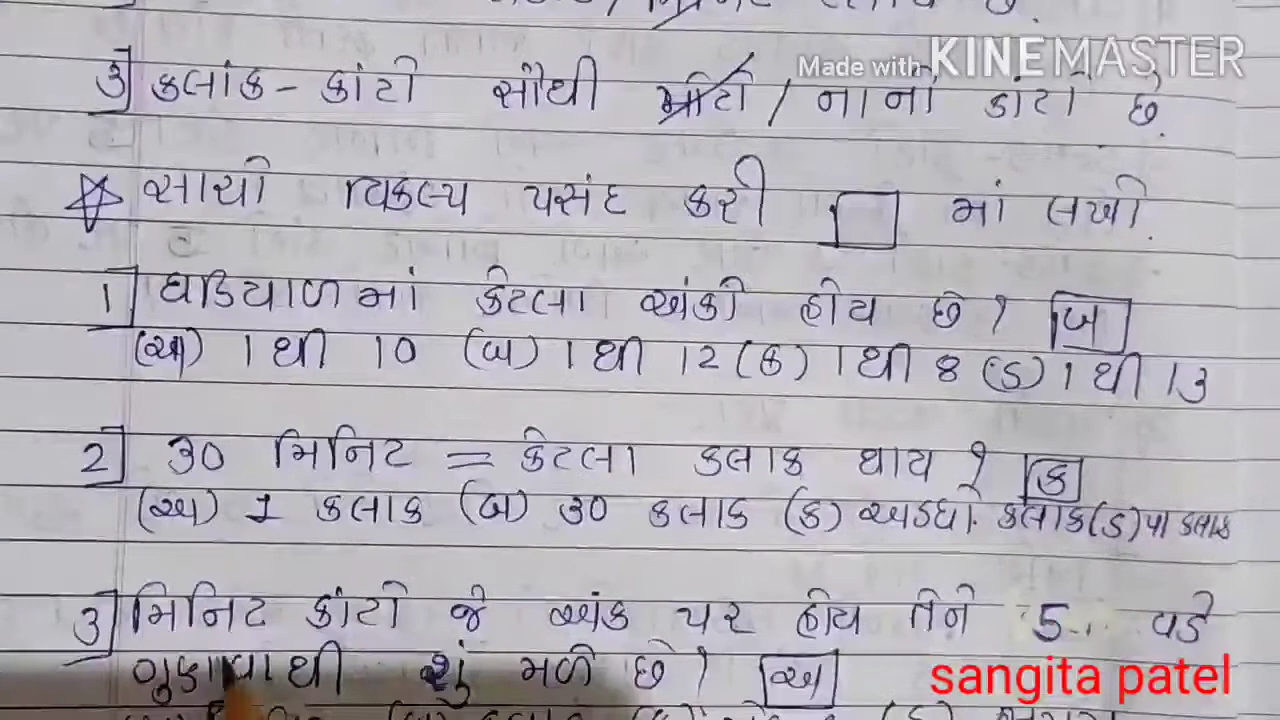 Made with KINEMASTER
૩] કલાક - કાંટો સૌથી મોટો / નાનો કાંટો છે.
☆ સાચો વિકલ્પ પસંદ કરી □ માં લખો.
1] ઘડિયાળમાં કેટલા અંકો હોય છે? બ
(અ) 1 થી 10 (બ) 1 થી 12 (ક) 1 થી 8 (ડ) 1 થી 13
2] 30 મિનિટ = કેટલા કલાક થાય? ક
(અ) 1 કલાક (બ) 30 કલાક (ક) અડધો કલાક (ડ) પા કલાક
૩] મિનિટ કાંટો જે અંક પર હોય તેને 5 વડે
ગુણવાથી શું મળે છે? અ
sangita patel